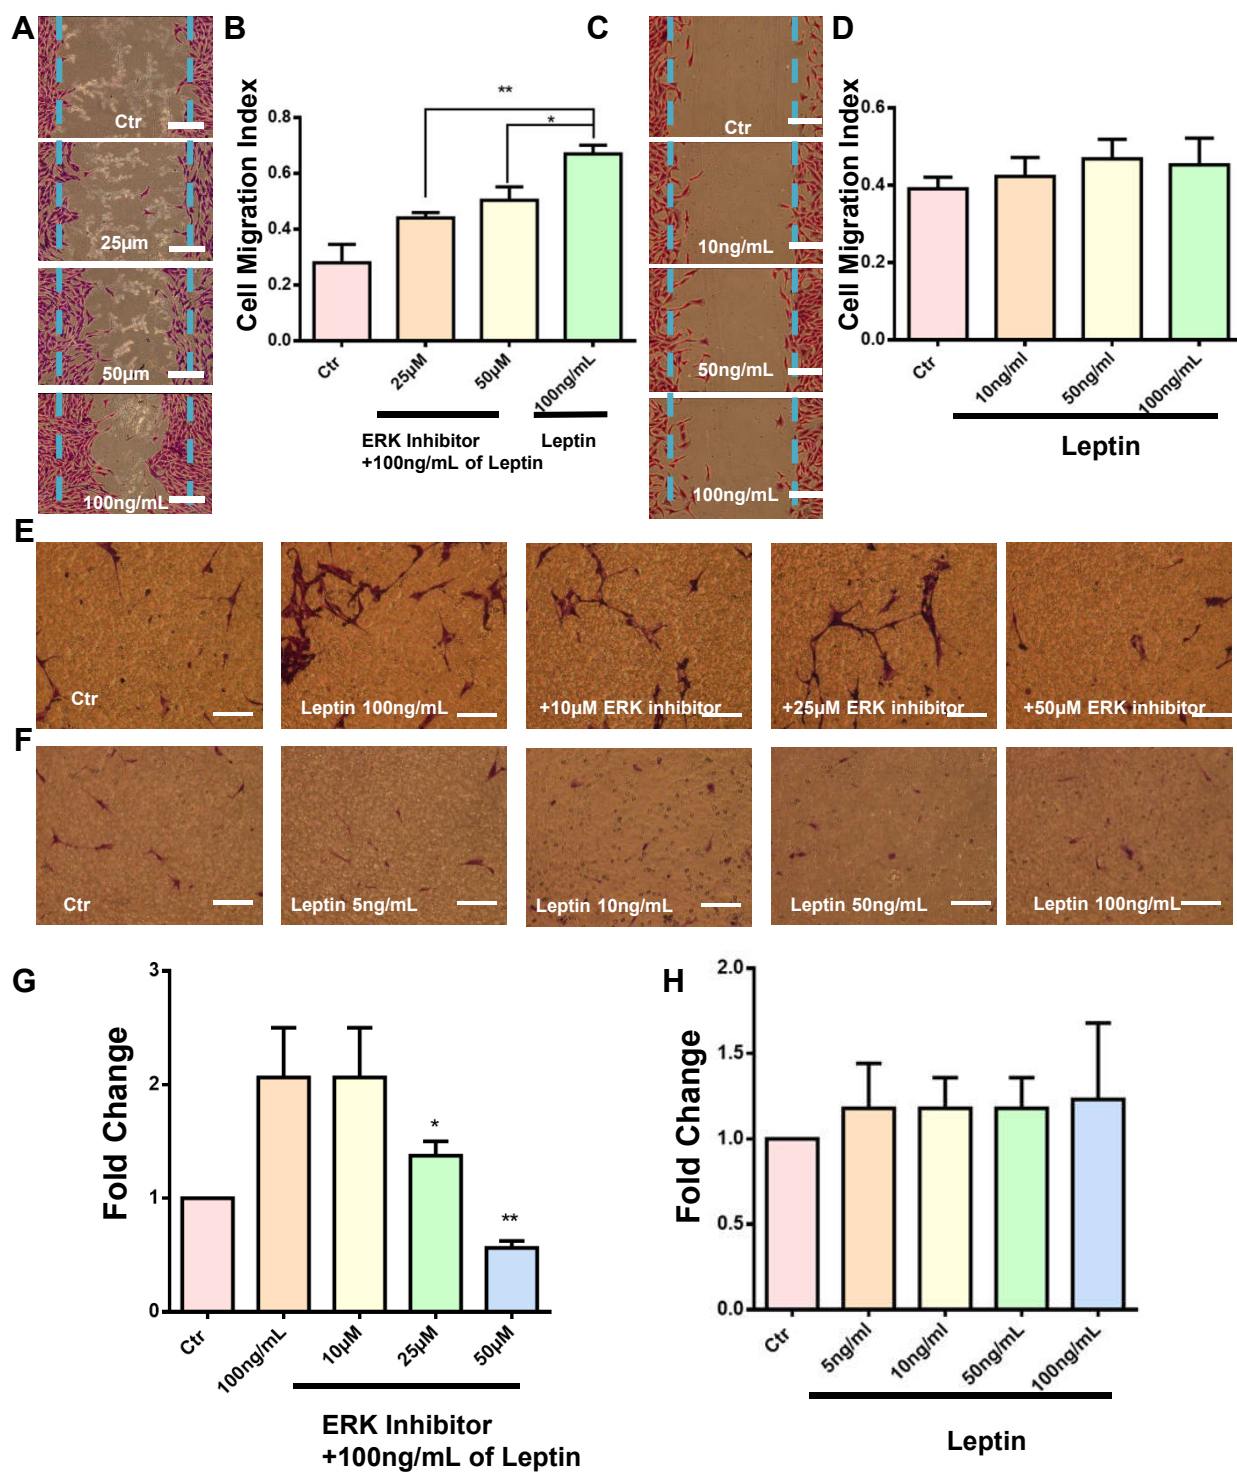 A
Ctr
25µm
50µm
100ng/mL
B
Cell Migration Index
0.8
0.6
0.4
0.2
0.0
**
*
Ctr
25µM
50µM
100ng/mL
ERK Inhibitor
+100ng/mL of Leptin
Leptin
C
Ctr
10ng/mL
50ng/mL
100ng/mL
D
Cell Migration Index
0.6
0.4
0.2
0.0
Ctr
10ng/ml
50ng/ml
100ng/mL
Leptin
E
Ctr
Leptin 100ng/mL
+10µM ERK inhibitor
+25µM ERK inhibitor
+50µM ERK inhibitor
F
Ctr
Leptin 5ng/mL
Leptin 10ng/mL
Leptin 50ng/mL
Leptin 100ng/mL
G
Fold Change
3
2
1
0
*
**
Ctr
100ng/mL
10µM
25µM
50µM
ERK Inhibitor
+100ng/mL of Leptin
H
Fold Change
2.0
1.5
1.0
0.5
0.0
Ctr
5ng/ml
10ng/ml
50ng/mL
100ng/mL
Leptin